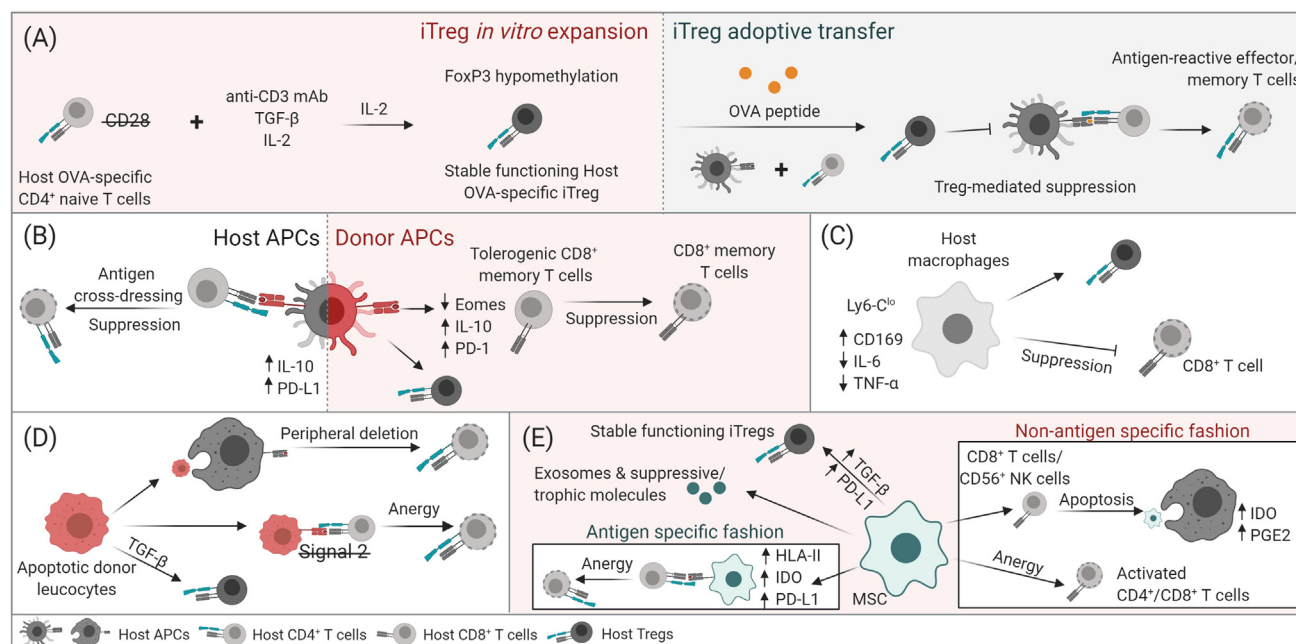 (A)
iTreg in vitro expansion
CD28
+
anti-CD3 mAb
TGF-β
IL-2
IL-2
FoxP3 hypomethylation
Host OVA-specific
CD4⁺ naive T cells
Stable functioning Host
OVA-specific iTreg
iTreg adoptive transfer
OVA peptide
+
Antigen-reactive effector/
memory T cells
Treg-mediated suppression
(B)
Host APCs
Donor APCs
Antigen
cross-dressing
Suppression
IL-10
PD-L1
Eomes
IL-10
PD-1
Tolerogenic CD8⁺
memory T cells
Suppression
CD8⁺ memory
T cells
(C)
Host
macrophages
Ly6-Cˡᵒ
CD169
IL-6
TNF-α
Suppression
CD8⁺ T cell
(D)
Peripheral deletion
Anergy
Signal 2
TGF-β
Apoptotic donor
leucocytes
(E)
Stable functioning iTregs
TGF-β
PD-L1
Exosomes & suppressive/
trophic molecules
Antigen specific fashion
Anergy
HLA-II
IDO
PD-L1
MSC
Non-antigen specific fashion
CD8⁺ T cells/
CD56⁺ NK cells
Apoptosis
IDO
PGE2
Anergy
Activated
CD4⁺/CD8⁺ T cells
/
Host APCs
Host CD4⁺ T cells
Host CD8⁺ T cells
Host Tregs